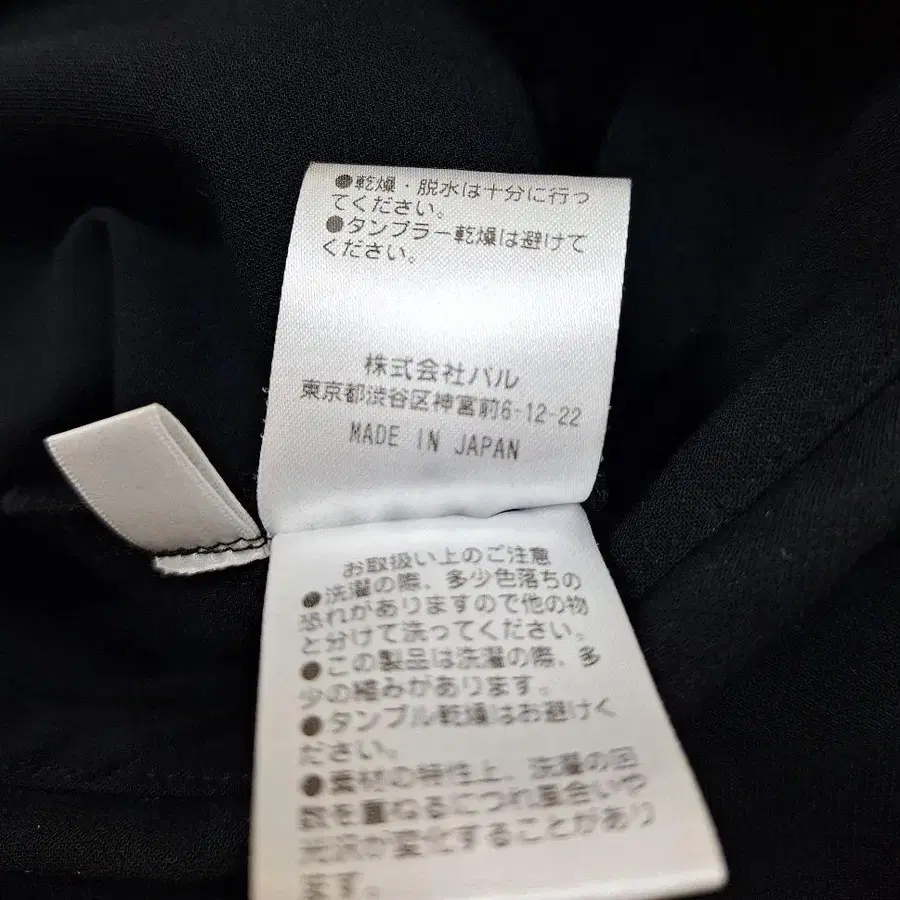 ●乾燥・脱水は十分に行っ
てください。
●タンブラー乾燥は避けて
ください。
株式会社パル
東京都渋谷区神宮前6-12-22
MADE IN JAPAN
お取扱い上のご注意
●洗濯の際、多少色落ちの
恐れがありますので他の物
と分けて洗ってください。
●この製品は洗濯の際、多
少の縮みがあります。
●タンブル乾燥はお避けく
ださい。
●素材の特性上、洗濯の回
数を重ねるにつれ風合いや
光沢が変化することがあり
ます。